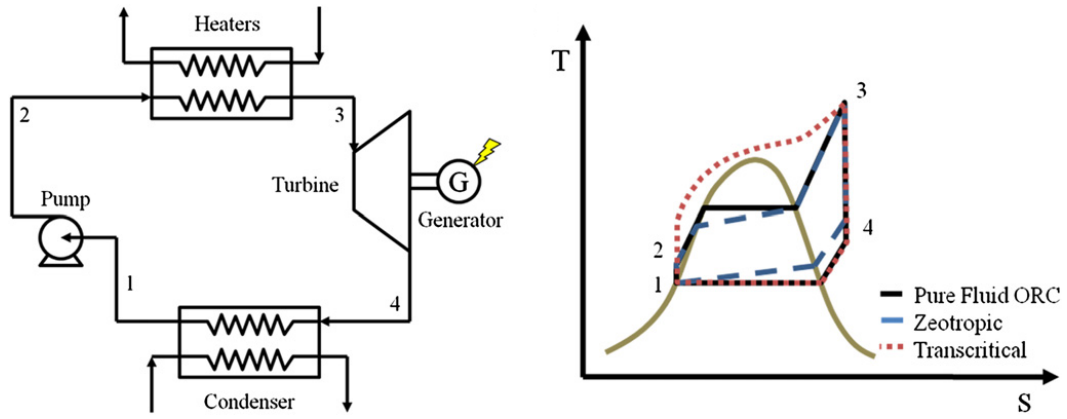 Heaters
2
3
Turbine
G
Generator
Pump
1
4
Condenser
T
3
2
4
1
Pure Fluid ORC
Zeotropic
Transcritical
S